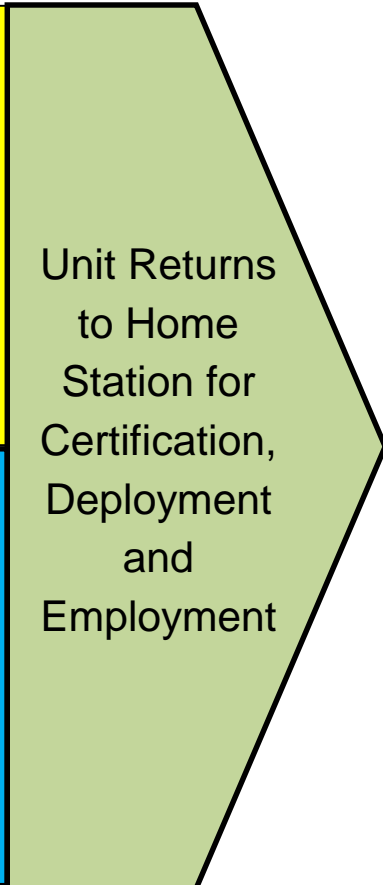 Unit Returns
to Home
Station for
Certification,
Deployment
and
Employment